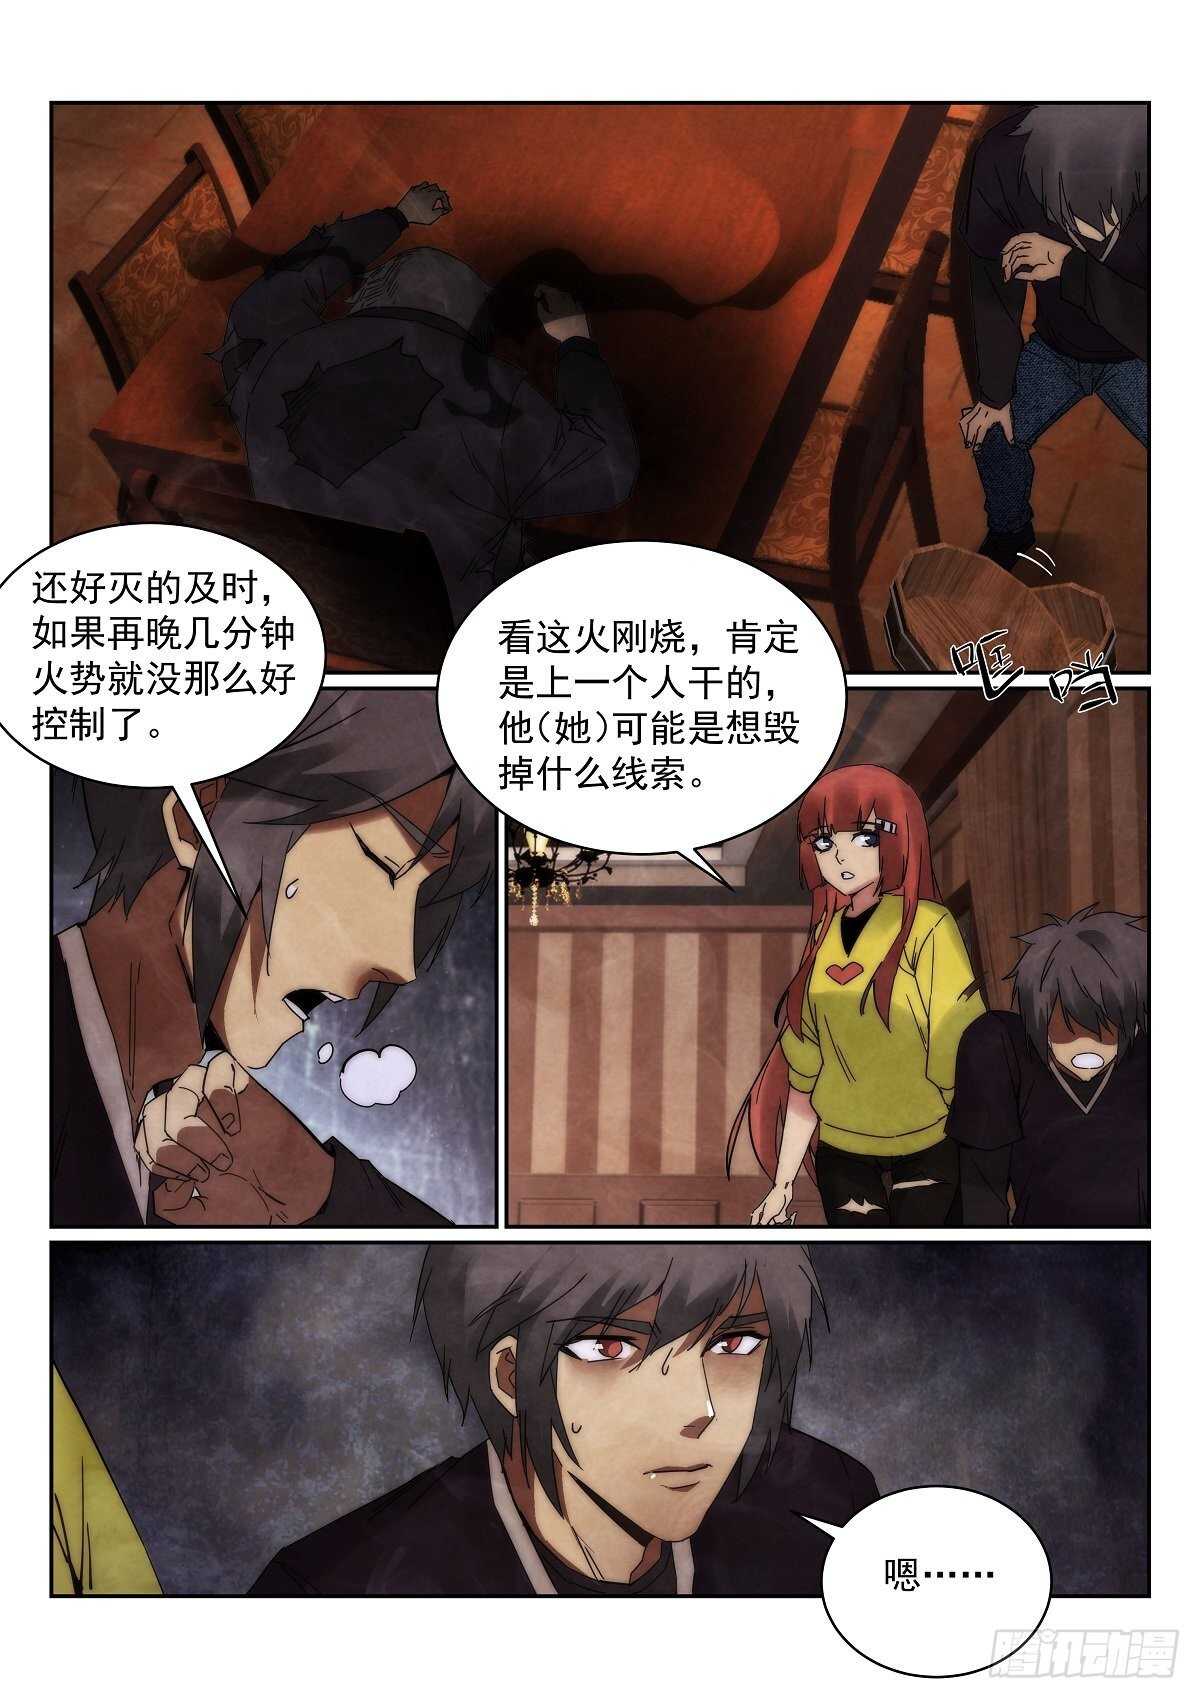 哐当
还好灭的及时，
如果再晚几分钟
火势就没那么好
控制了。
看这火刚烧，肯定
是上一个人干的，
他（她）可能是想毁
掉什么线索。
嗯……
腾讯动漫